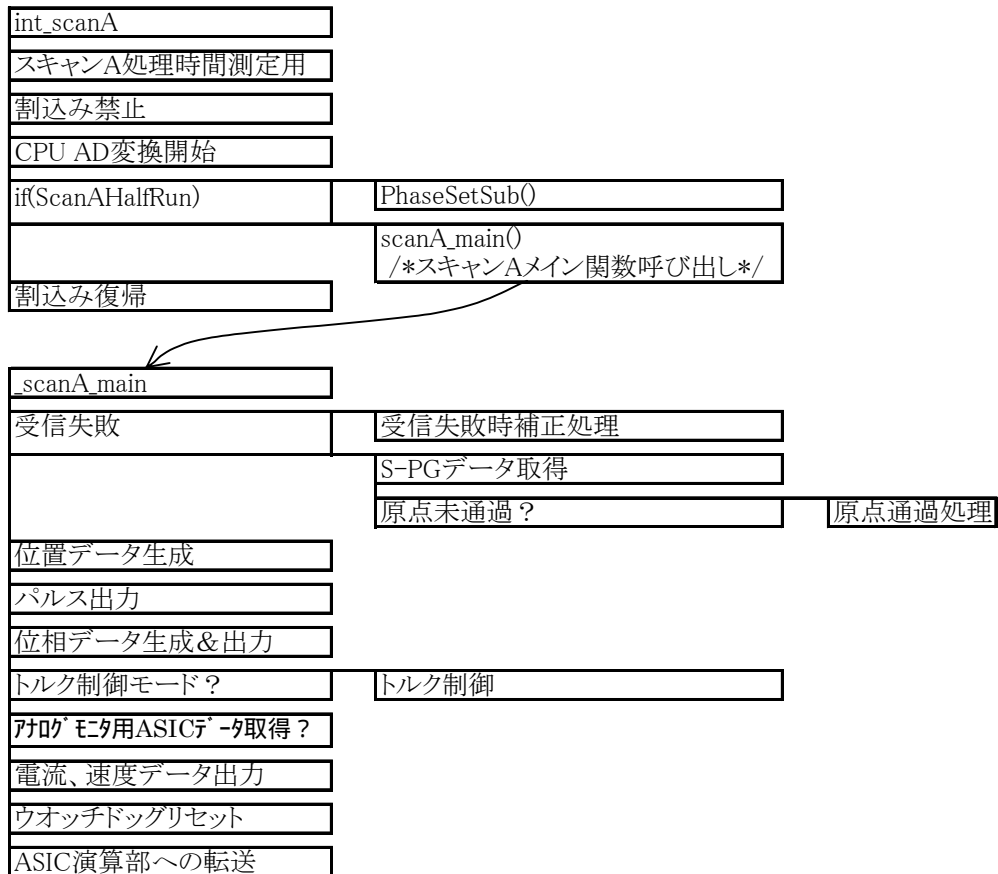 int_scanA
スキャンA処理時間測定用
割込み禁止
CPU AD変換開始
if(ScanAHalfRun)
PhaseSetSub()
scanA_main()
/*スキャンAメイン関数呼び出し*/
割込み復帰
_scanA_main
受信失敗
受信失敗時補正処理
S-PGデータ取得
原点未通過？
原点通過処理
位置データ生成
パルス出力
位相データ生成＆出力
トルク制御モード？
トルク制御
ｱﾅﾛｸﾞﾓﾆﾀ用ASICﾃﾞｰﾀ取得？
電流、速度データ出力
ウオッチドッグリセット
ASIC演算部への転送